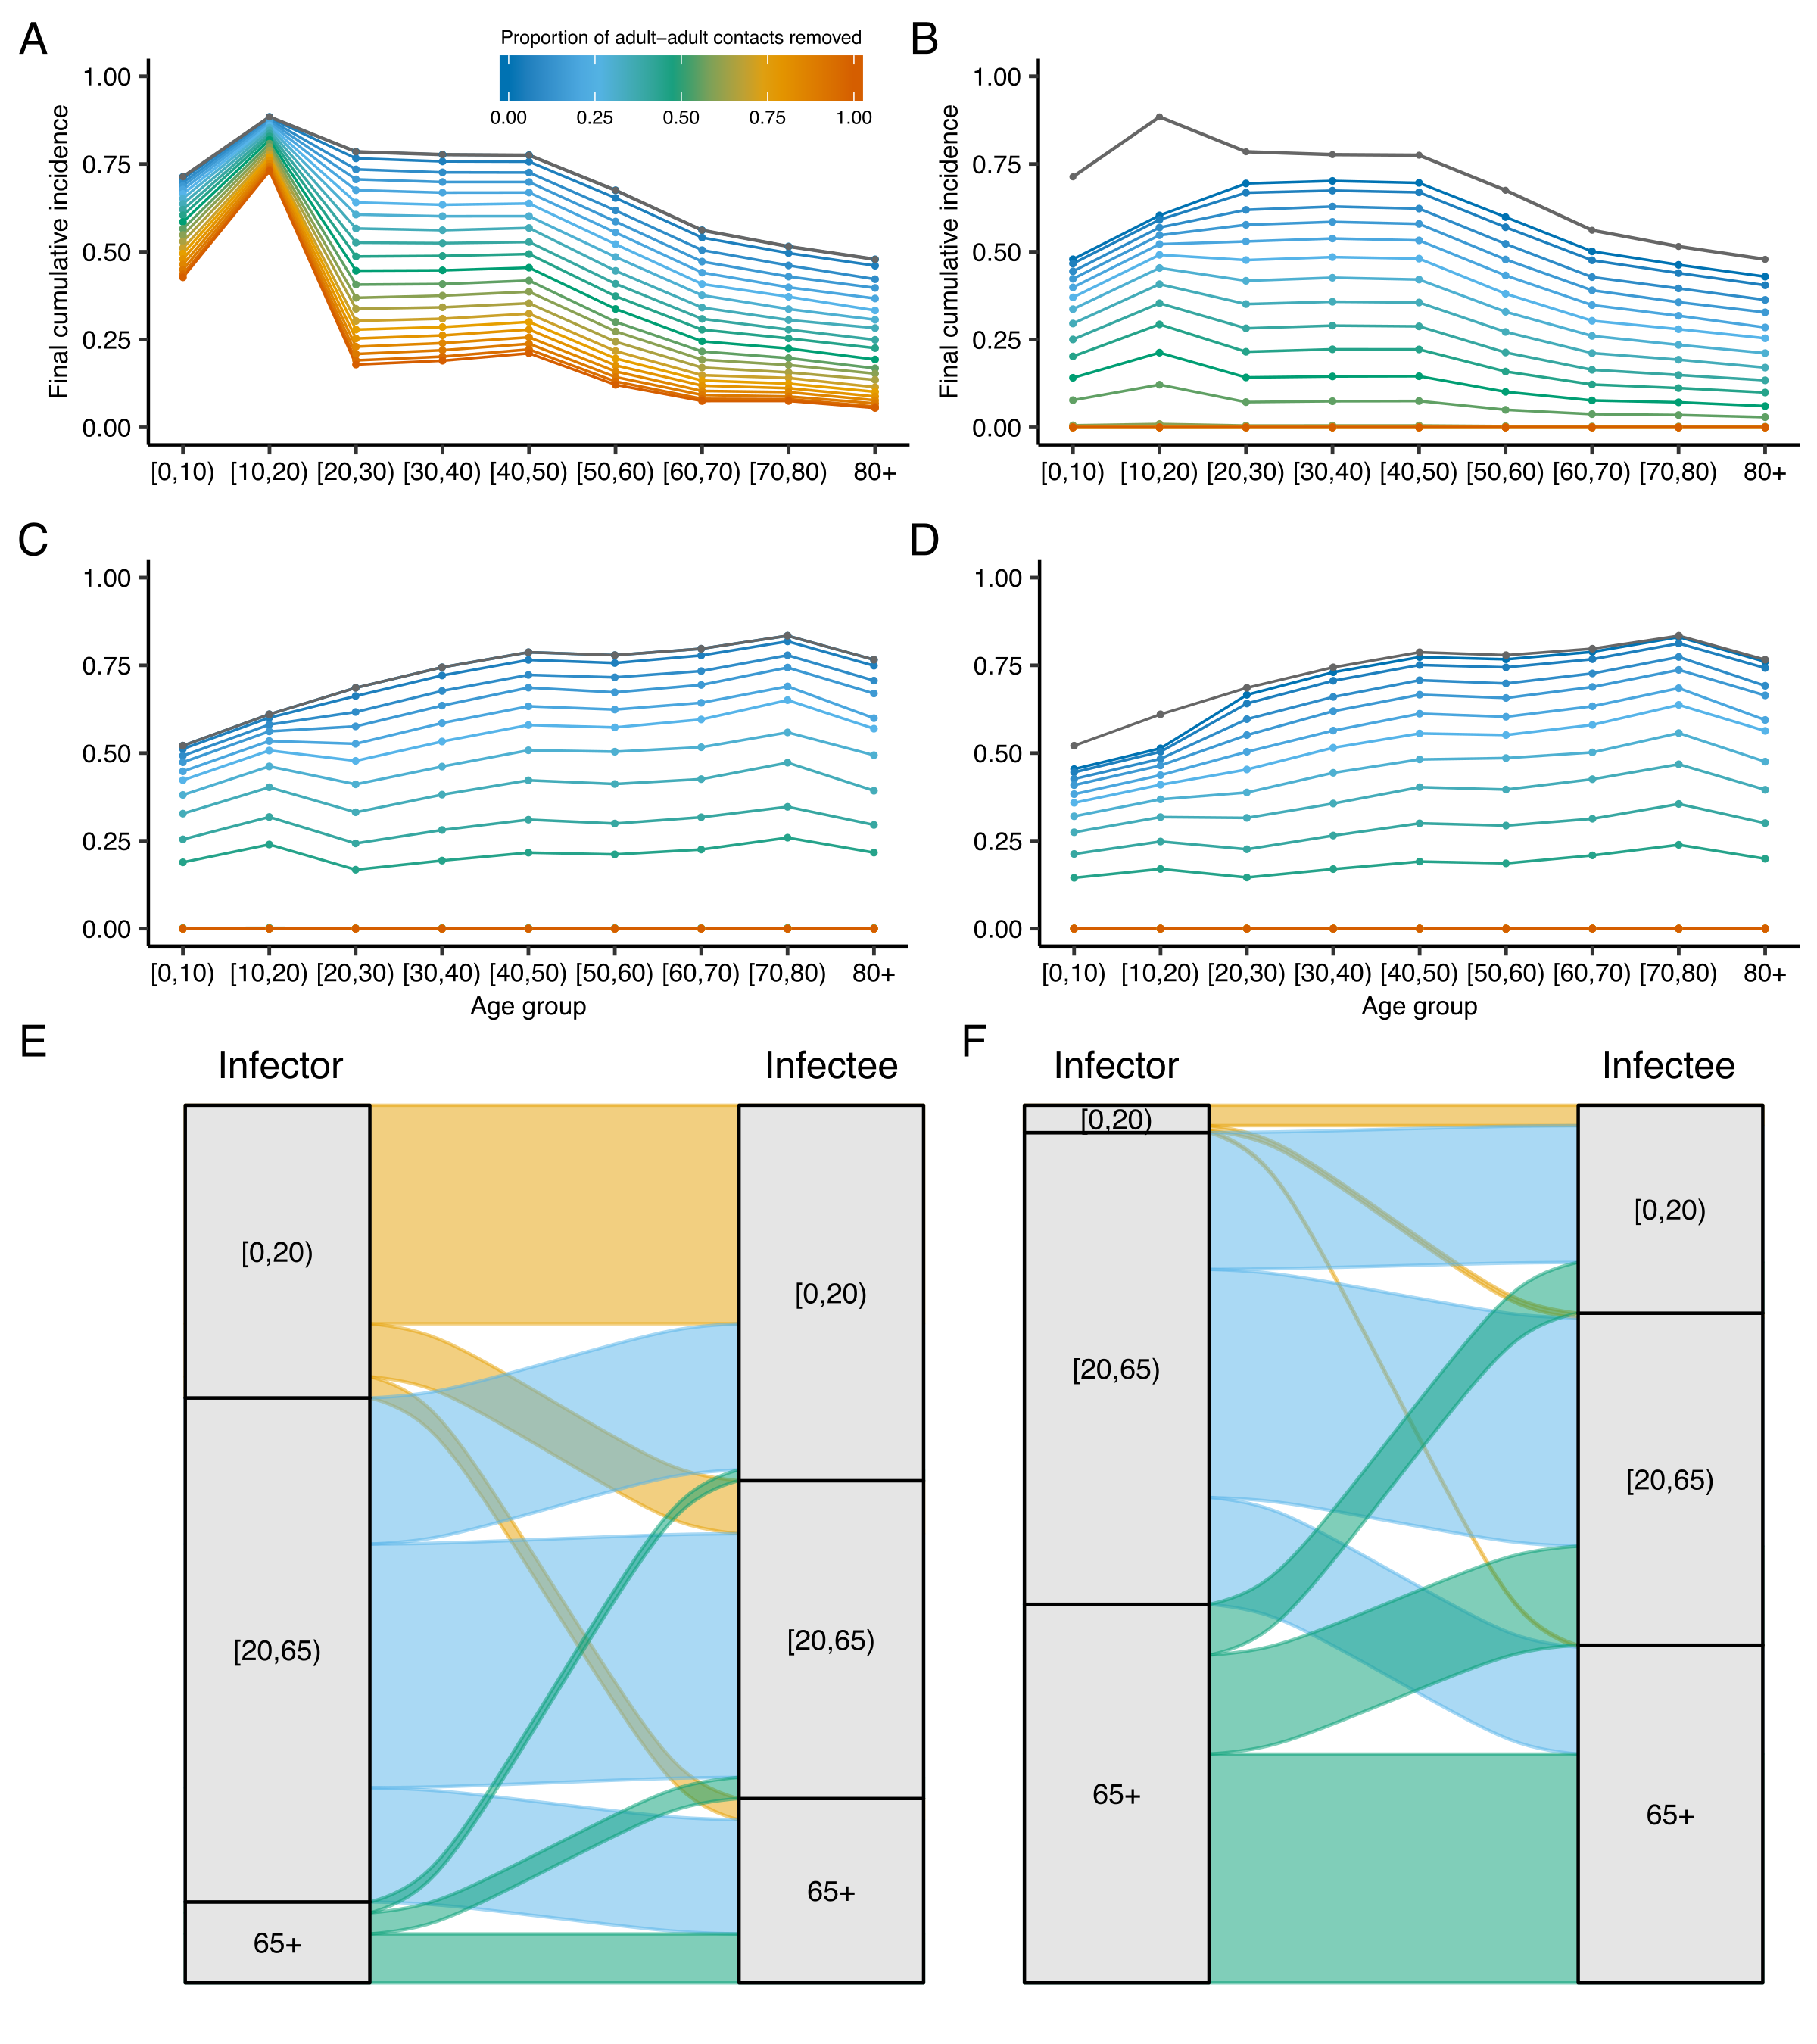 A
Proportion of adult–adult contacts removed
0.00 0.25 0.50 0.75 1.00
Final cumulative incidence
1.00
0.75
0.50
0.25
0.00
[0,10) [10,20) [20,30) [30,40) [40,50) [50,60) [60,70) [70,80) 80+
B
Final cumulative incidence
1.00
0.75
0.50
0.25
0.00
[0,10) [10,20) [20,30) [30,40) [40,50) [50,60) [60,70) [70,80) 80+
C
1.00
0.75
0.50
0.25
0.00
[0,10) [10,20) [20,30) [30,40) [40,50) [50,60) [60,70) [70,80) 80+
Age group
D
1.00
0.75
0.50
0.25
0.00
[0,10) [10,20) [20,30) [30,40) [40,50) [50,60) [60,70) [70,80) 80+
Age group
E
Infector Infectee
[0,20)
[20,65)
65+
[0,20)
[20,65)
65+
F
Infector Infectee
[0,20)
[20,65)
65+
[0,20)
[20,65)
65+